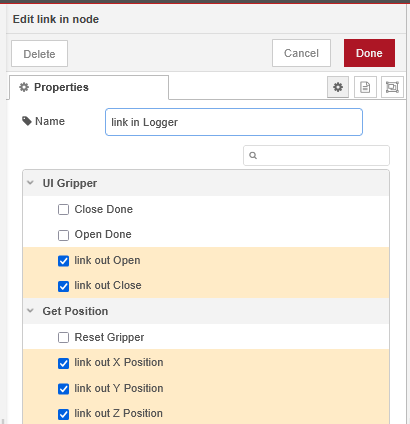 Edit link in node
Delete
Cancel
Done
Properties
Name
link in Logger
UI Gripper
Close Done
Open Done
link out Open
link out Close
Get Position
Reset Gripper
link out X Position
link out Y Position
link out Z Position